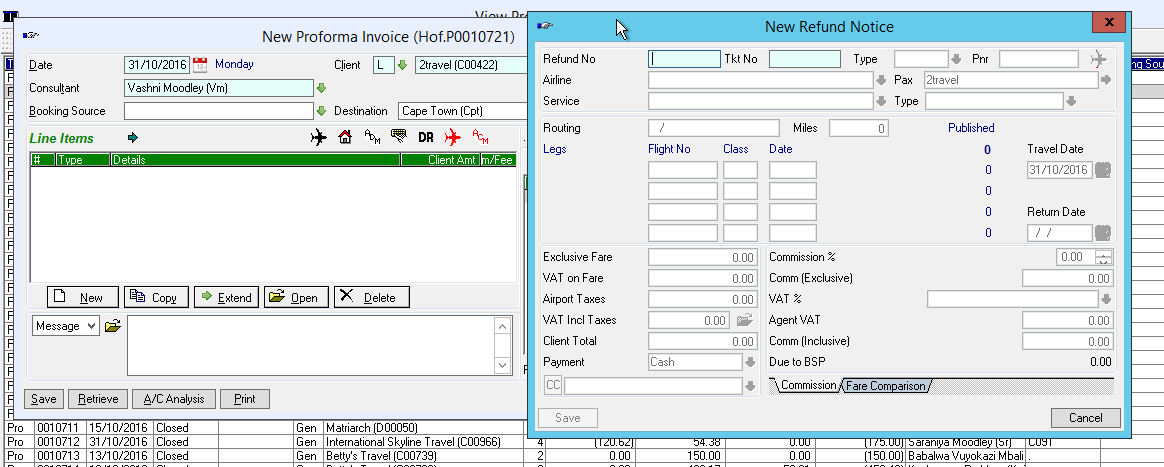 View Pro
New Proforma Invoice (Hof.P0010721)
Date 31/10/2016 Monday Client L 2travel (C00422)
Consultant Vashni Moodley (Vm)
Booking Source Destination Cape Town (Cpt)
Line Items DR
# Type Details Client Amt m/Fee
New Copy Extend Open Delete
Message
Save Retrieve A/C Analysis Print
New Refund Notice
Refund No Tkt No Type Pnr
Airline Pax 2travel
Service Type
Routing / Miles 0 Published
Legs Flight No Class Date 0 Travel Date
0 31/10/2016
0
0 Return Date
0 / /
Exclusive Fare 0.00 Commission % 0.00
VAT on Fare 0.00 Comm (Exclusive) 0.00
Airport Taxes 0.00 VAT %
VAT Incl Taxes 0.00 Agent VAT 0.00
Client Total 0.00 Comm (Inclusive) 0.00
Payment Cash Due to BSP 0.00
CC Commission Fare Comparison
Save Cancel
ng Sou
Pro 0010711 15/10/2016 Closed Gen Matriarch (D00050)
Pro 0010712 31/10/2016 Closed Gen International Skyline Travel (C00966) 4 (120.62) 54.38 0.00 (175.00) Saraniya Moodley (Sr) C091
Pro 0010713 13/10/2016 Closed Gen Betty's Travel (C00739) 2 0.00 150.00 0.00 (150.00) Babalwa Vuyokazi Mbali